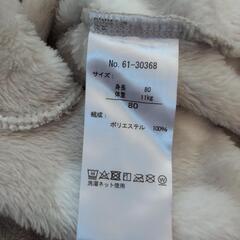 No. 61-30368
サイズ:
身長 80
体重 11kg
80
組成:
ポリエステル 100%
洗濯ネット使用